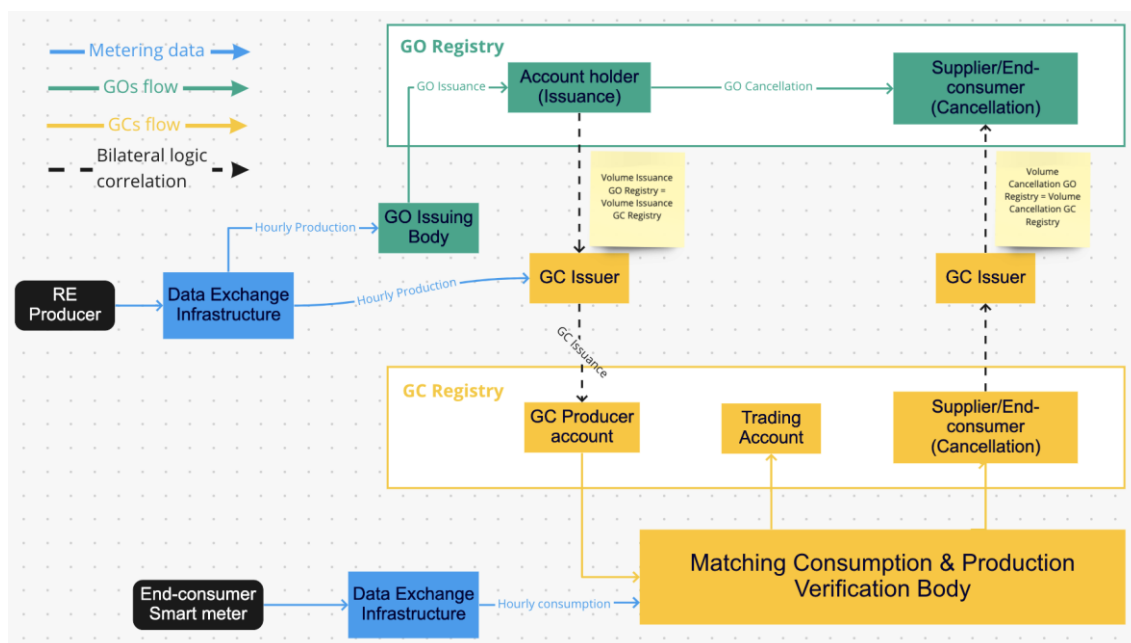 Metering data
GOs flow
GCs flow
Bilateral logic
correlation
GO Registry
GO Issuance
Account holder
(Issuance)
GO Cancellation
Supplier/End-
consumer
(Cancellation)
Volume Issuance
GO Registry =
Volume Issuance
GC Registry
Volume
Cancellation GO
Registry = Volume
Cancellation GC
Registry
GO Issuing
Body
Hourly Production
RE
Producer
Data Exchange
Infrastructure
Hourly Production
GC Issuer
GC Issuer
GC Issuance
GC Registry
GC Producer
account
Trading
Account
Supplier/End-
consumer
(Cancellation)
Matching Consumption & Production
Verification Body
End-consumer
Smart meter
Data Exchange
Infrastructure
Hourly consumption